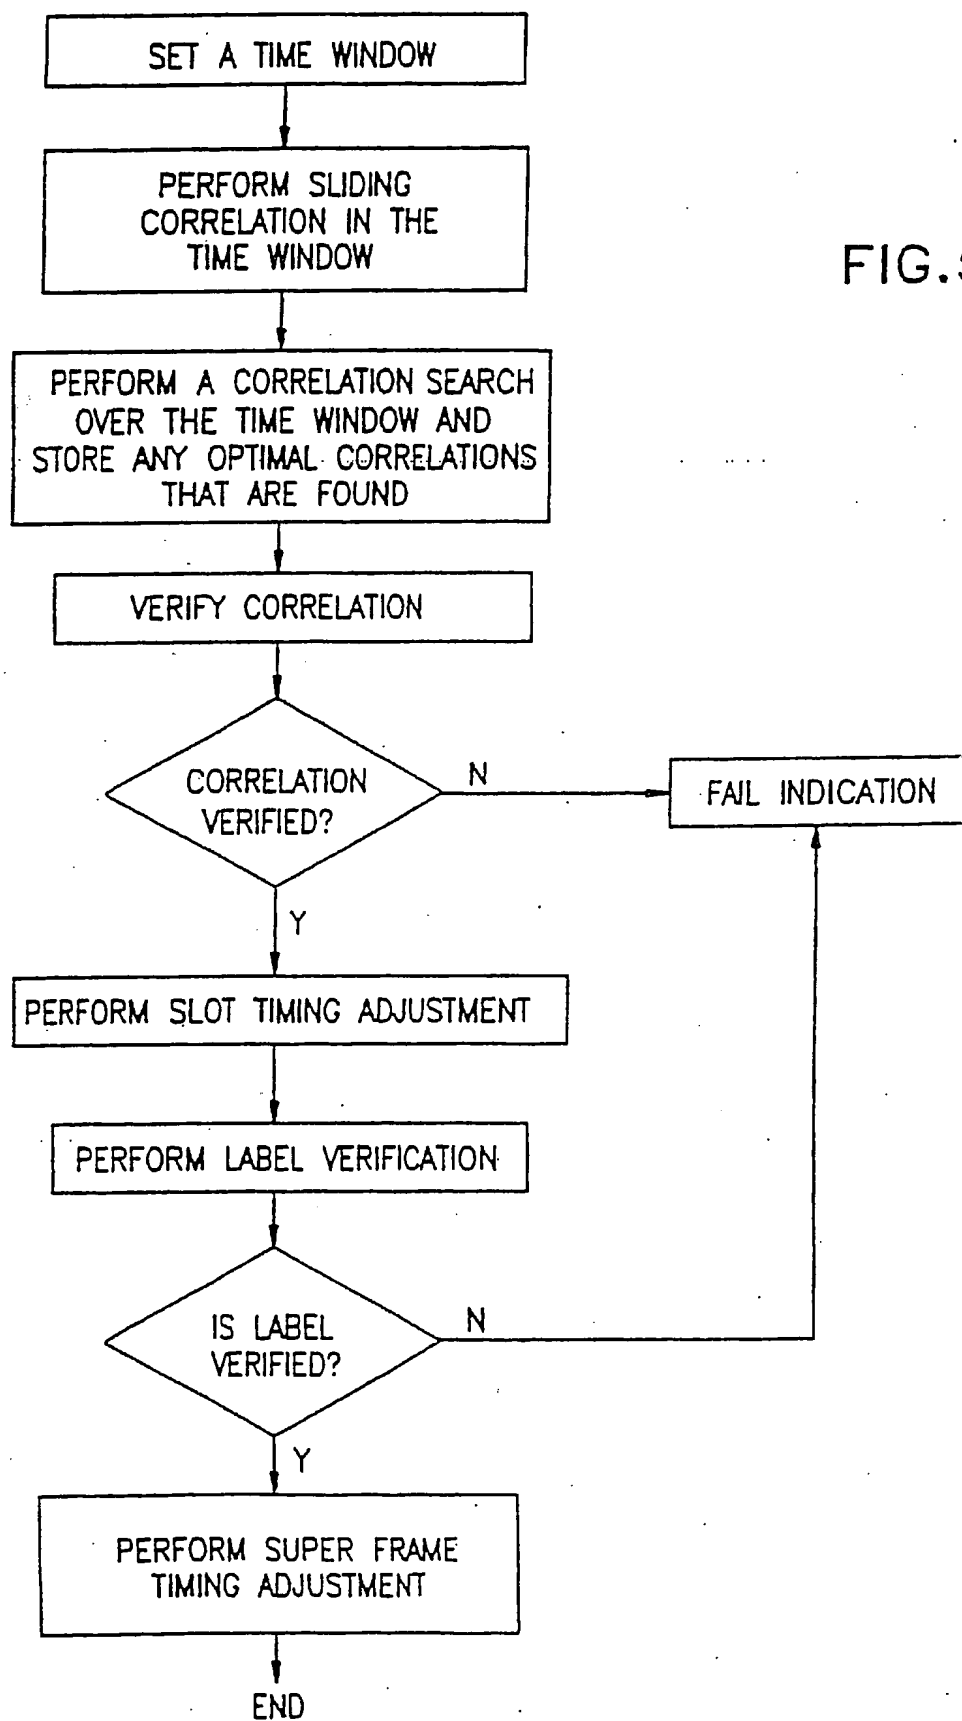 SET A TIME WINDOW
PERFORM SLIDING
CORRELATION IN THE
TIME WINDOW
FIG.
PERFORM A CORRELATION SEARCH
OVER THE TIME WINDOW AND
STORE ANY OPTIMAL CORRELATIONS
THAT ARE FOUND
VERIFY CORRELATION
CORRELATION
VERIFIED?
N
FAIL INDICATION
Y
PERFORM SLOT TIMING ADJUSTMENT
PERFORM LABEL VERIFICATION
IS LABEL
VERIFIED?
N
Y
PERFORM SUPER FRAME
TIMING ADJUSTMENT
END